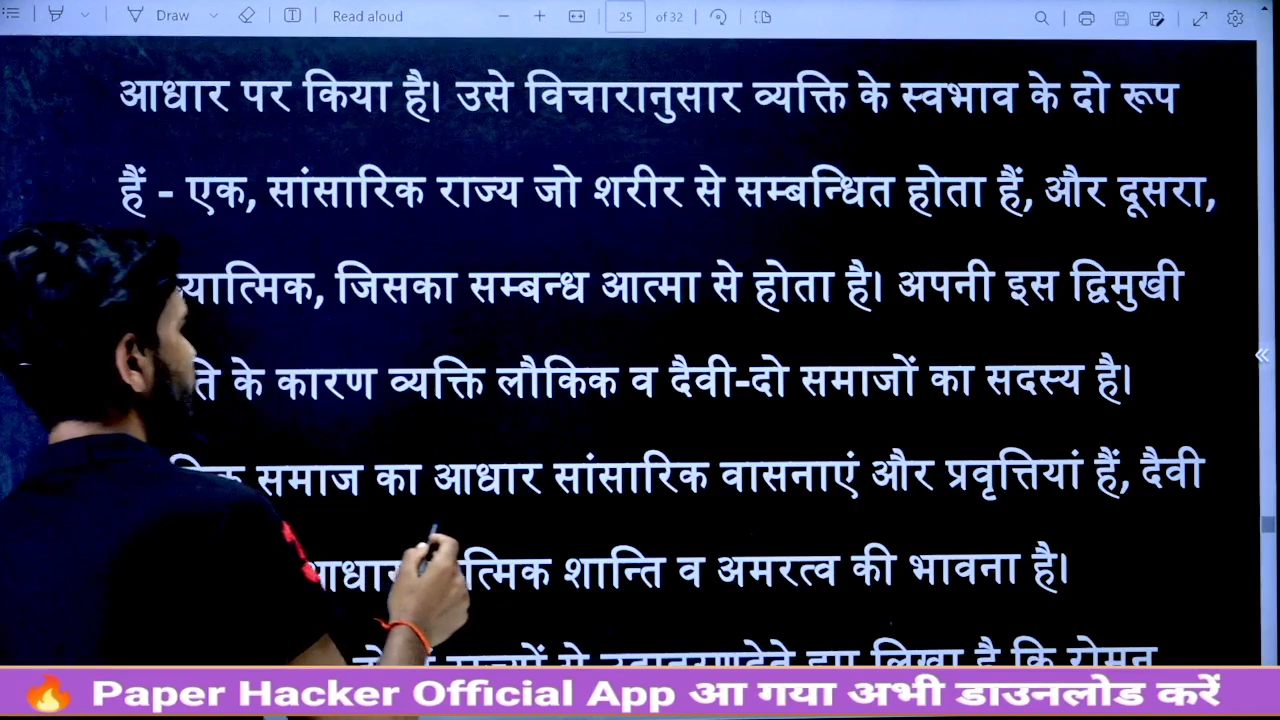 Draw
Read aloud
25 of 32
आधार पर किया है। उसे विचारानुसार व्यक्ति के स्वभाव के दो रूप
हैं - एक, सांसारिक राज्य जो शरीर से सम्बन्धित होता हैं, और दूसरा,
जिसका सम्बन्ध आत्मा से होता है। अपनी इस द्विमुखी
के कारण व्यक्ति लौकिक व दैवी-दो समाजों का सदस्य है।
समाज का आधार सांसारिक वासनाएं और प्रवृत्तियां हैं, दैवी
शान्ति व अमरत्व की भावना है।
लिखा है कि रोमन
🔥 Paper Hacker Official App आ गया अभी डाउनलोड करें